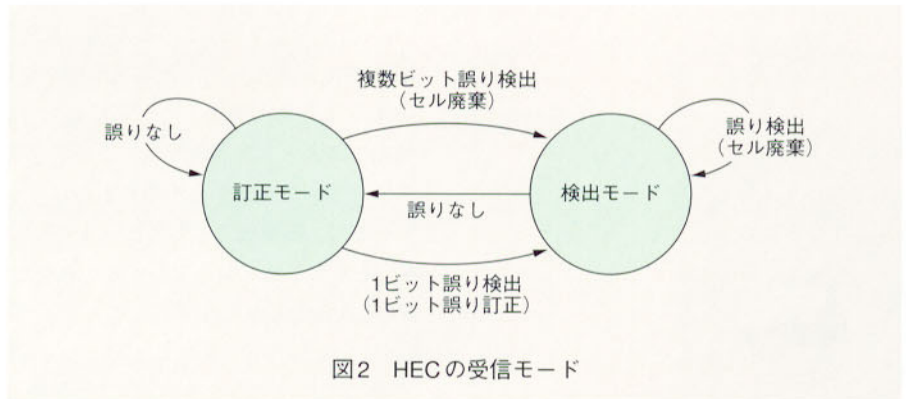 複数ビット誤り検出
（セル廃棄）
誤りなし
誤り検出
（セル廃棄）
訂正モード
検出モード
誤りなし
1ビット誤り検出
（1ビット誤り訂正）
図2　HECの受信モード